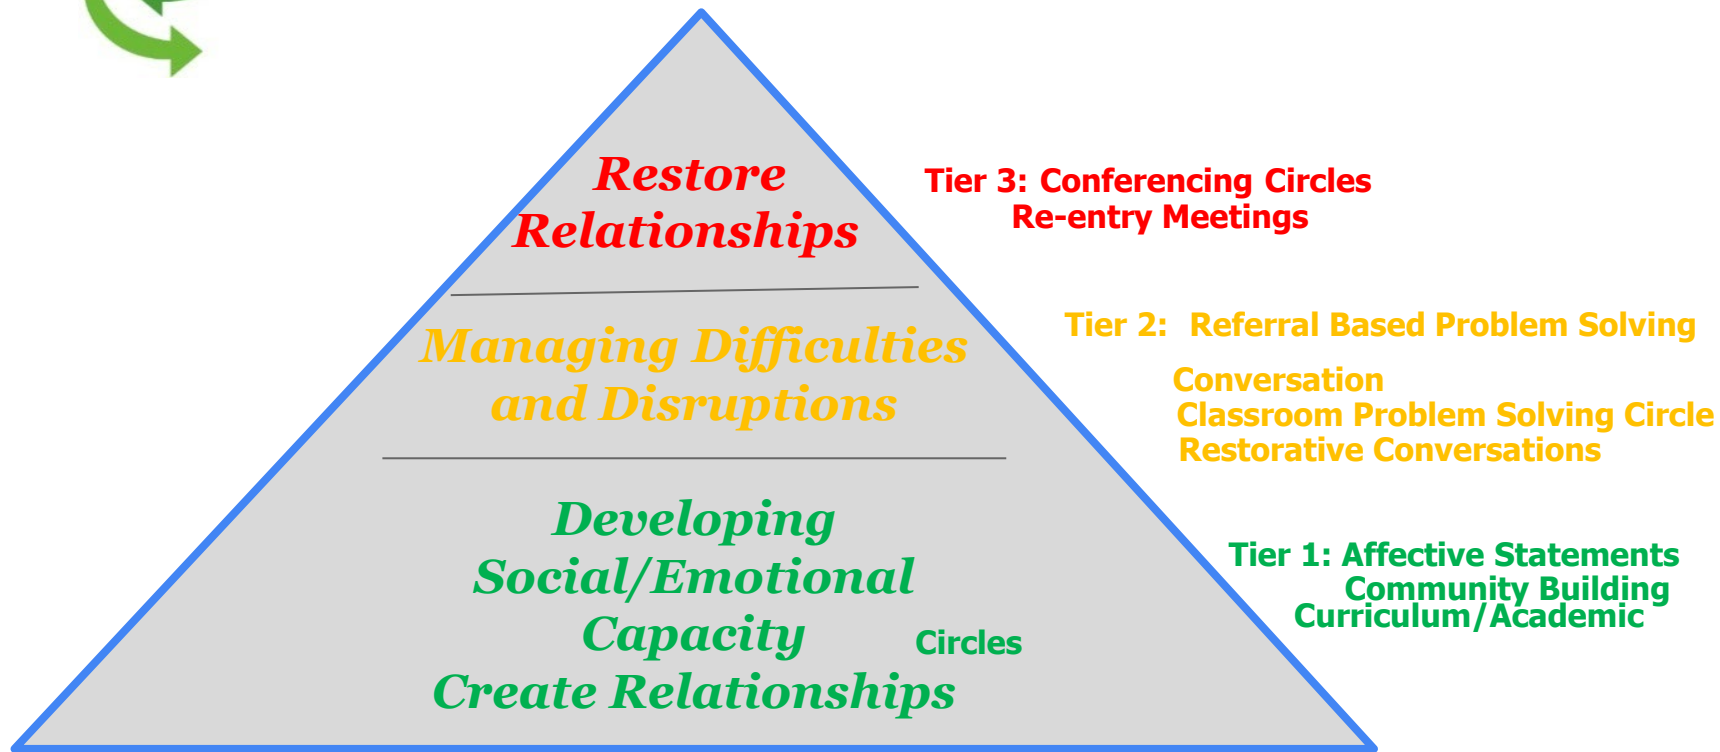 Restore
Relationships
Tier 3: Conferencing Circles
Re-entry Meetings
Managing Difficulties
and Disruptions
Tier 2: Referral Based Problem Solving
Conversation
Classroom Problem Solving Circle
Restorative Conversations
Developing
Social/Emotional
Capacity
Create Relationships
Tier 1: Affective Statements
Community Building
Curriculum/Academic
Circles